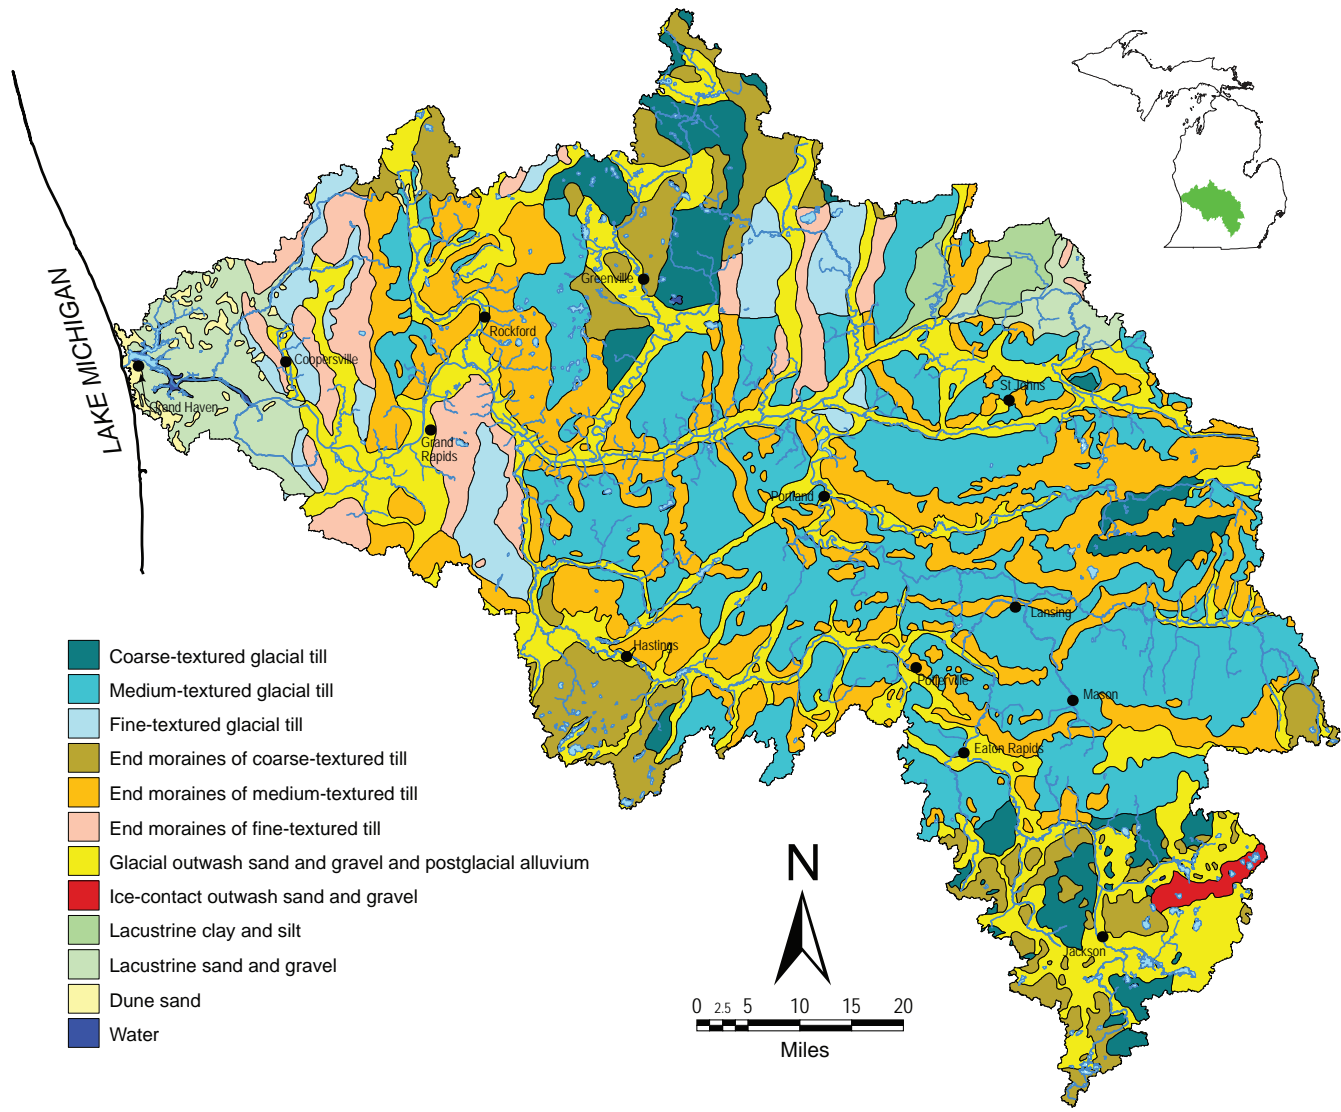 LAKE MICHIGAN
Greenville
Rockford
Coopersville
Grand Haven
St Johns
Grand
Rapids
Portland
Lansing
Hastings
Potterville
Mason
Eaton Rapids
Jackson
Coarse-textured glacial till
Medium-textured glacial till
Fine-textured glacial till
End moraines of coarse-textured till
End moraines of medium-textured till
End moraines of fine-textured till
Glacial outwash sand and gravel and postglacial alluvium
Ice-contact outwash sand and gravel
Lacustrine clay and silt
Lacustrine sand and gravel
Dune sand
Water
N
0 2.5 5 10 15 20
Miles